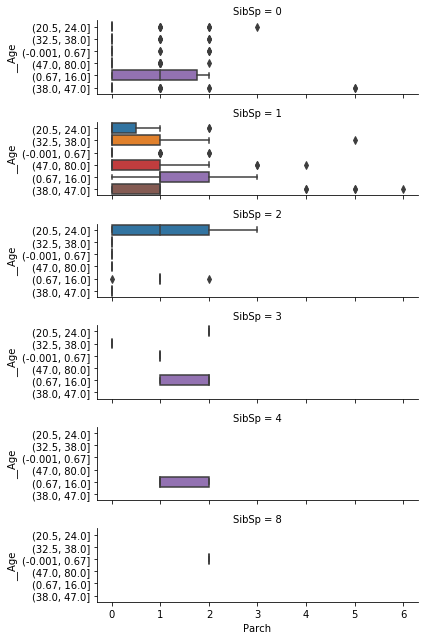 SibSp = 0
(20.5, 24.0]
(32.5, 38.0]
(-0.001, 0.67]
(47.0, 80.0]
(0.67, 16.0]
(38.0, 47.0]
__Age
SibSp = 1
(20.5, 24.0]
(32.5, 38.0]
(-0.001, 0.67]
(47.0, 80.0]
(0.67, 16.0]
(38.0, 47.0]
__Age
SibSp = 2
(20.5, 24.0]
(32.5, 38.0]
(-0.001, 0.67]
(47.0, 80.0]
(0.67, 16.0]
(38.0, 47.0]
__Age
SibSp = 3
(20.5, 24.0]
(32.5, 38.0]
(-0.001, 0.67]
(47.0, 80.0]
(0.67, 16.0]
(38.0, 47.0]
__Age
SibSp = 4
(20.5, 24.0]
(32.5, 38.0]
(-0.001, 0.67]
(47.0, 80.0]
(0.67, 16.0]
(38.0, 47.0]
__Age
SibSp = 8
(20.5, 24.0]
(32.5, 38.0]
(-0.001, 0.67]
(47.0, 80.0]
(0.67, 16.0]
(38.0, 47.0]
__Age
0 1 2 3 4 5 6
Parch